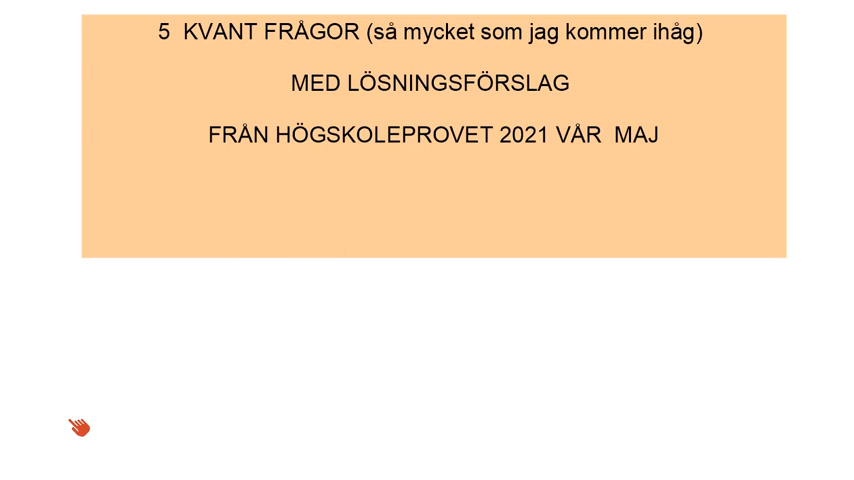 5 KVANT FRÅGOR (så mycket som jag kommer ihåg)
MED LÖSNINGSFÖRSLAG
FRÅN HÖGSKOLEPROVET 2021 VÅR MAJ